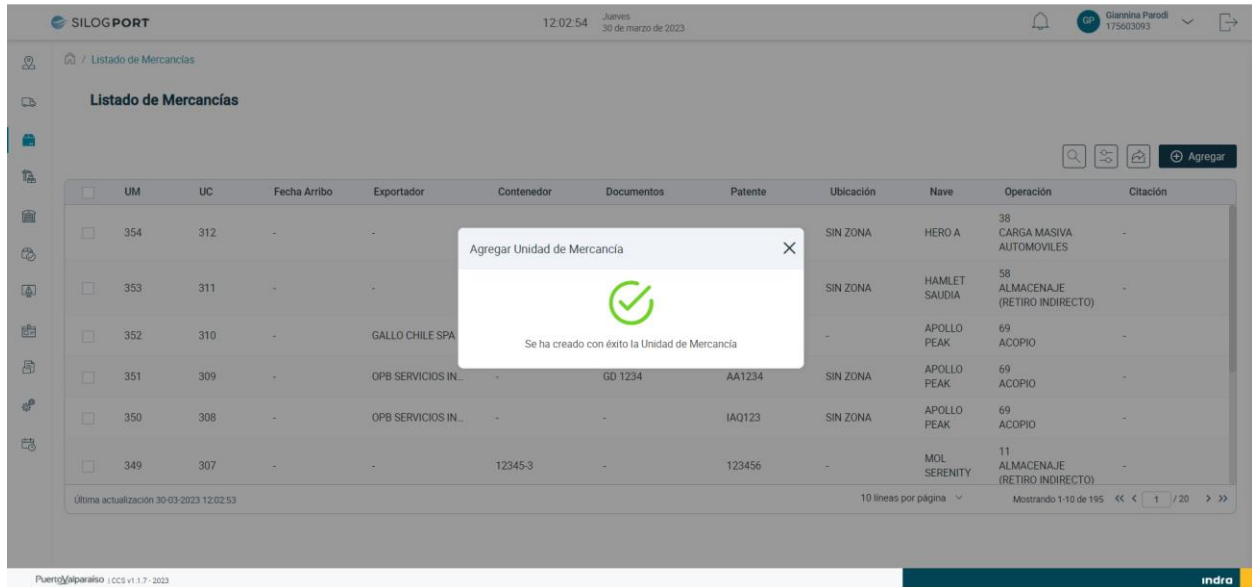 SILOGPORT
12:02:54
Jueves
30 de marzo de 2023
GP
Giannina Parodi
175603093
/ Listado de Mercancías
Listado de Mercancías
Agregar
UM UC Fecha Arribo Exportador Contenedor Documentos Patente Ubicación Nave Operación Citación
354 312 - - SIN ZONA HERO A 38 CARGA MASIVA AUTOMOVILES -
353 311 - - SIN ZONA HAMLET SAUDIA 58 ALMACENAJE (RETIRO INDIRECTO) -
352 310 - GALLO CHILE SPA - APOLLO PEAK 69 ACOPIO -
351 309 - OPB SERVICIOS IN... - GD 1234 AA1234 SIN ZONA APOLLO PEAK 69 ACOPIO -
350 308 - OPB SERVICIOS IN... - - IAQ123 SIN ZONA APOLLO PEAK 69 ACOPIO -
349 307 - - 12345-3 - 123456 - MOL SERENITY 11 ALMACENAJE (RETIRO INDIRECTO) -
Agregar Unidad de Mercancía
Se ha creado con éxito la Unidad de Mercancía
Última actualización 30-03-2023 12:02:53
10 líneas por página
Mostrando 1-10 de 195 << < 1 / 20 > >>
PuertoValparaíso | CCS v1.1.7 - 2023
indra